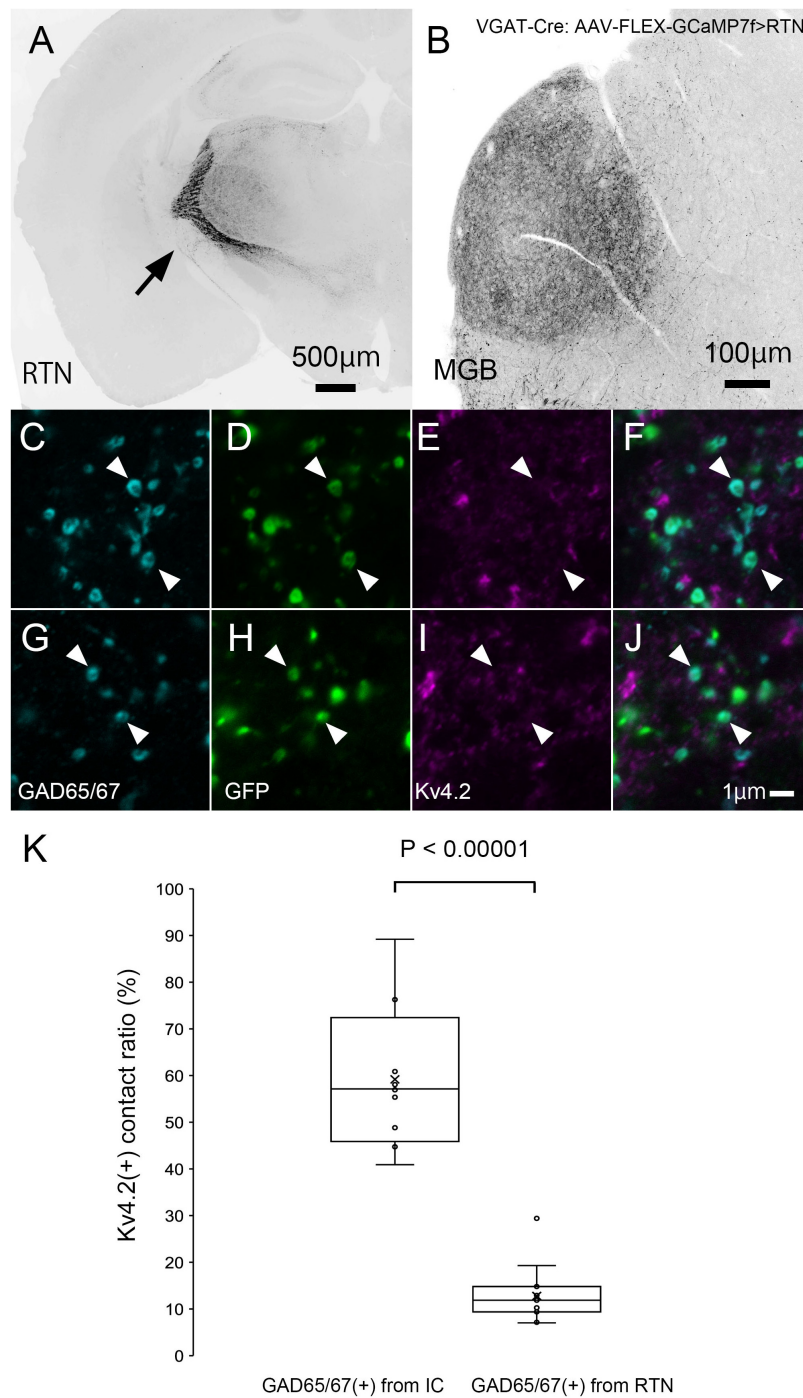 A
B
VGAT-Cre: AAV-FLEX-GCaMP7f>RTN
500μm
RTN
100μm
MGB
C
D
E
F
G
H
I
J
GAD65/67
GFP
Kv4.2
1μm
K
P < 0.00001
100
90
80
70
60
50
40
30
20
10
0
Kv4.2(+) contact ratio (%)
GAD65/67(+) from IC
GAD65/67(+) from RTN